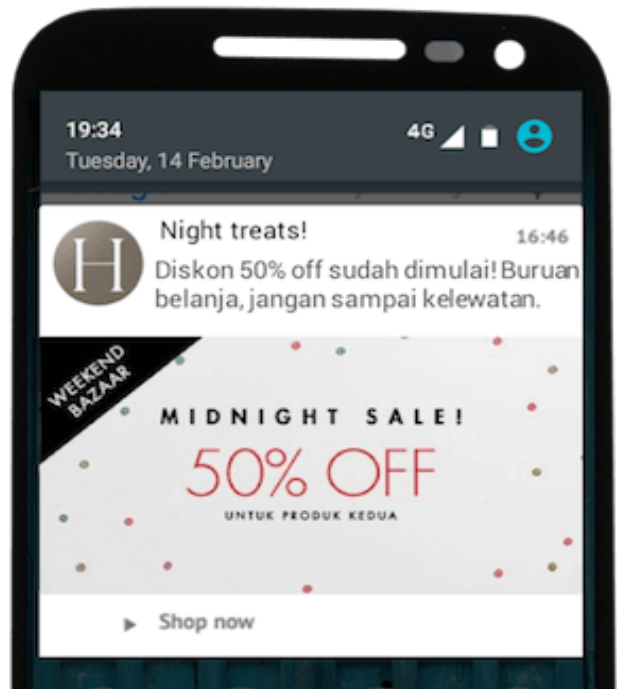 19:34
4G
Tuesday, 14 February
H
Night treats!
16:46
Diskon 50% off sudah dimulai! Buruan
belanja, jangan sampai kelewatan.
WEEKEND
BAZAAR
MIDNIGHT SALE!
50% OFF
UNTUK PRODUK KEDUA
Shop now